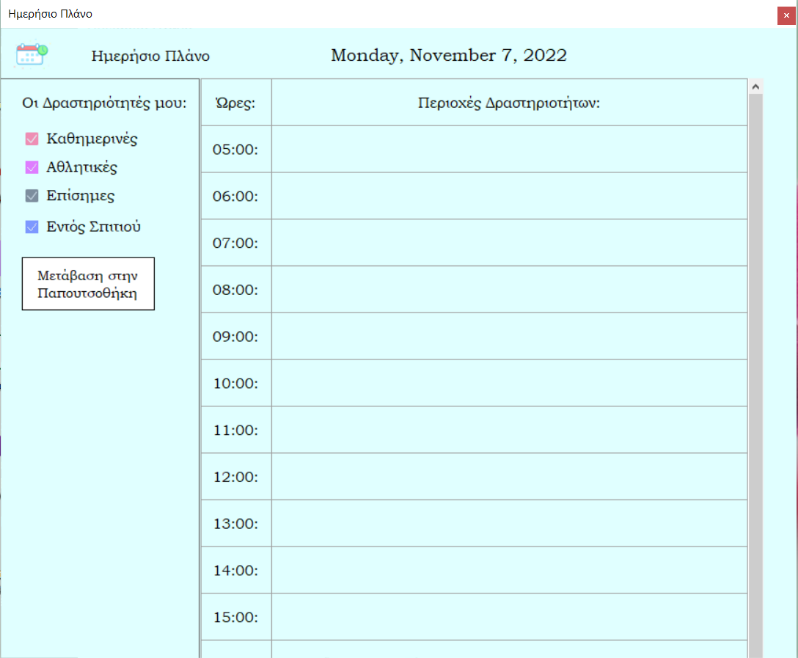 Ημερήσιο Πλάνο
Ημερήσιο Πλάνο
Monday, November 7, 2022
Οι Δραστηριότητές μου:
Καθημερινές
Αθλητικές
Επίσημες
Εντός Σπιτιού
Μετάβαση στην
Παπουτσοθήκη
Ώρες:
Περιοχές Δραστηριοτήτων:
05:00:
06:00:
07:00:
08:00:
09:00:
10:00:
11:00:
12:00:
13:00:
14:00:
15:00: